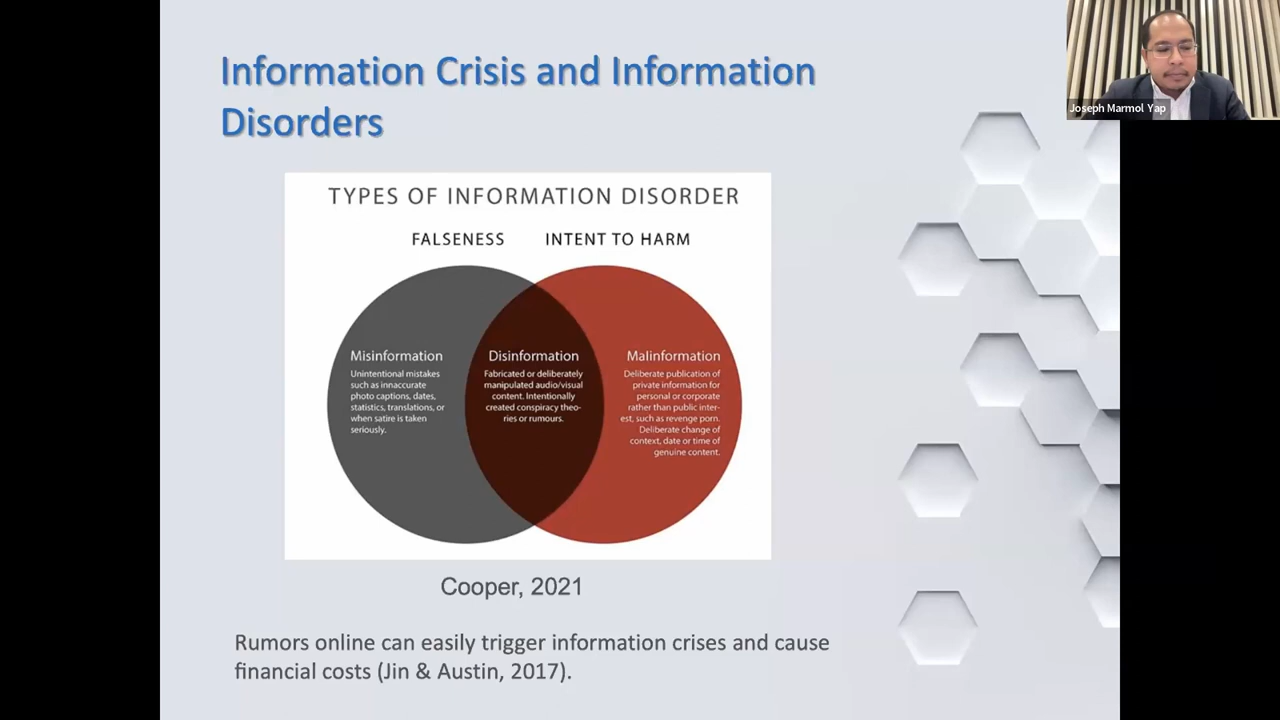 Information Crisis and Information
Disorders
Joseph Marmol Yap
TYPES OF INFORMATION DISORDER
FALSENESS
INTENT TO HARM
Misinformation
Unintentional mistakes
such as innaccurate
photo captions, dates,
statistics, translations, or
when satire is taken
seriously.
Disinformation
Fabricated or deliberately
manipulated audio/visual
content. Intentionally
created conspiracy theo-
ries or rumours.
Malinformation
Deliberate publication of
private information for
personal or corporate
rather than public inter-
est, such as revenge porn.
Deliberate change of
context, date or time of
genuine content.
Cooper, 2021
Rumors online can easily trigger information crises and cause
financial costs (Jin & Austin, 2017).